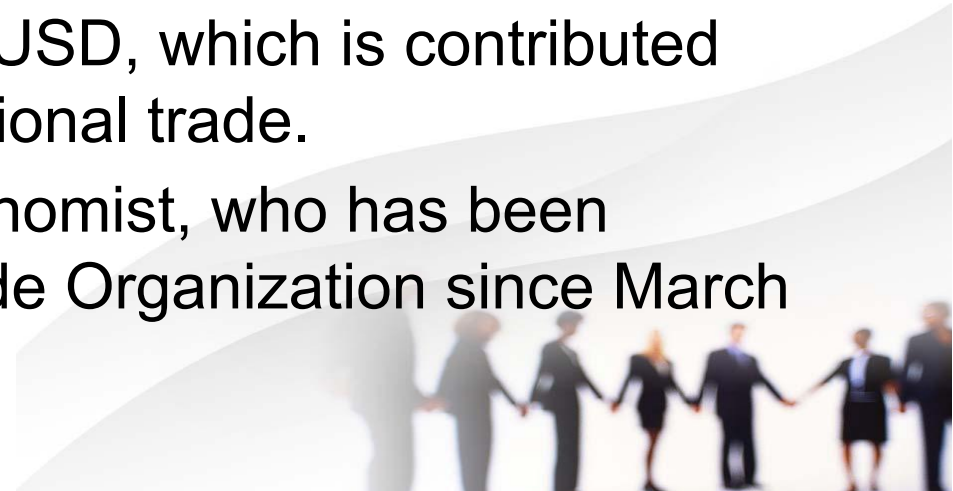 USD, which is contributed
ional trade.
nomist, who has been
de Organization since March